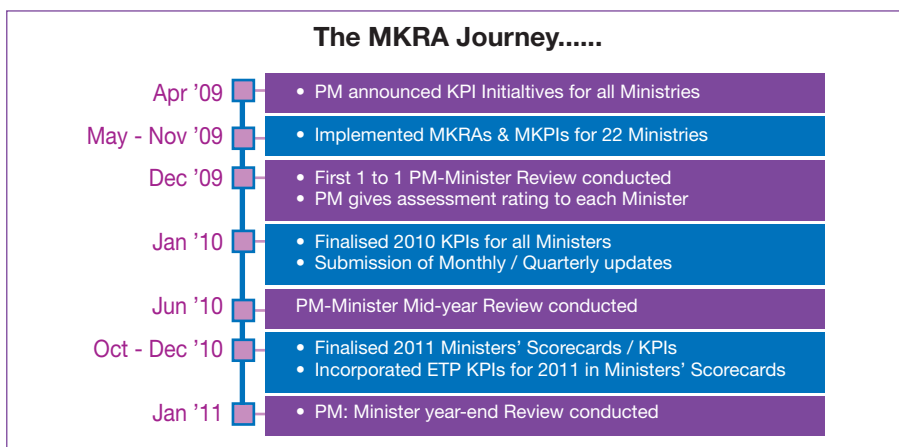 The MKRA Journey......
Apr '09
• PM announced KPI Initialtives for all Ministries
May - Nov '09
• Implemented MKRAs & MKPIs for 22 Ministries
Dec '09
• First 1 to 1 PM-Minister Review conducted
• PM gives assessment rating to each Minister
Jan '10
• Finalised 2010 KPIs for all Ministers
• Submission of Monthly / Quarterly updates
Jun '10
PM-Minister Mid-year Review conducted
Oct - Dec '10
• Finalised 2011 Ministers' Scorecards / KPIs
• Incorporated ETP KPIs for 2011 in Ministers' Scorecards
Jan '11
• PM: Minister year-end Review conducted